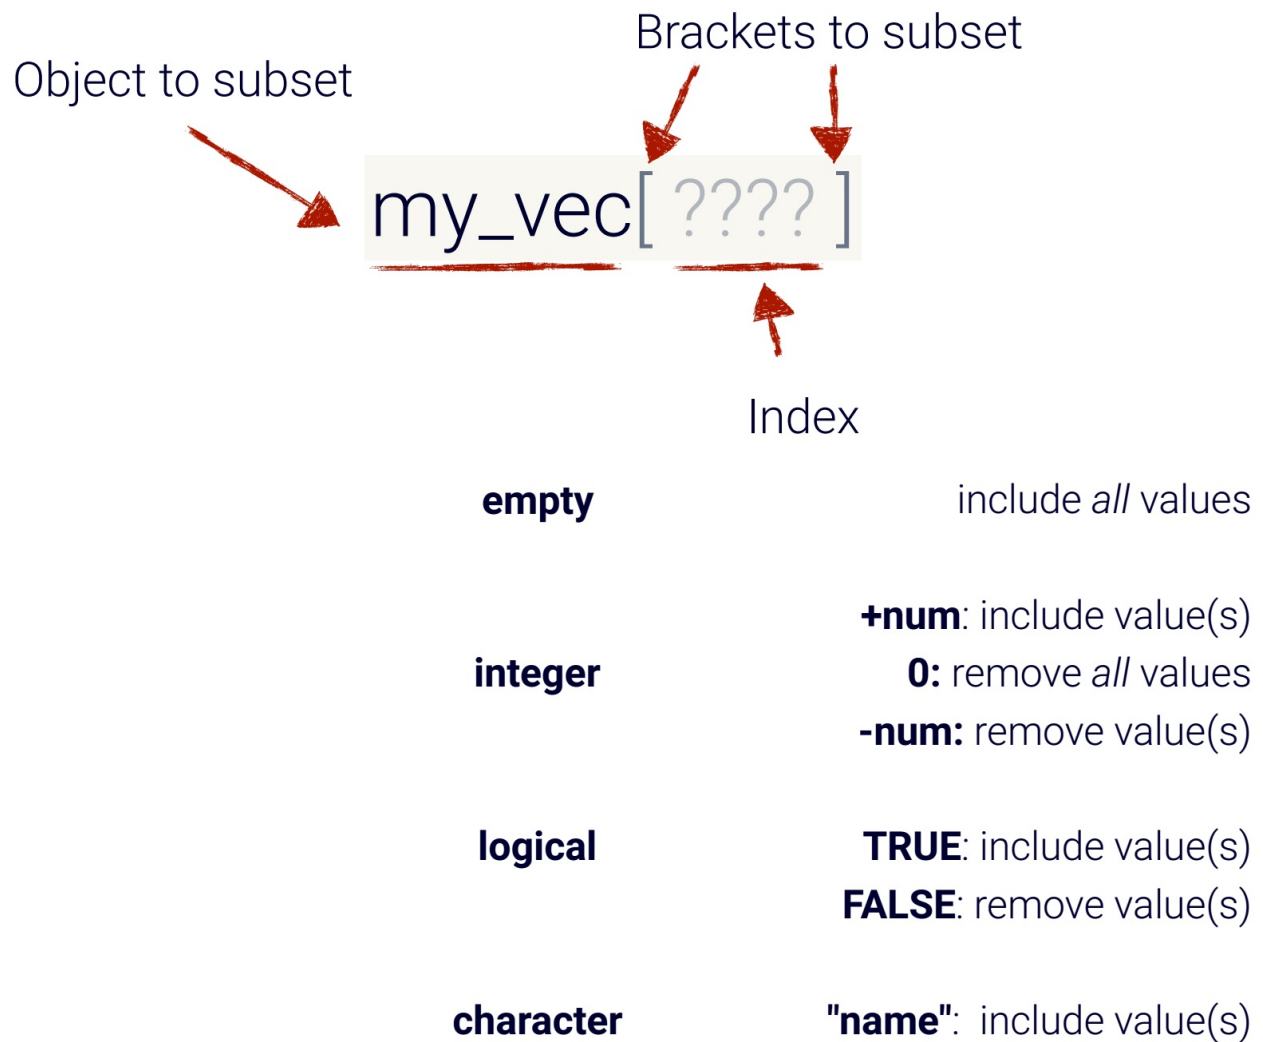 Brackets to subset
Object to subset
my_vec[ ???? ]
Index
empty include all values
+num: include value(s)
integer 0: remove all values
-num: remove value(s)
logical TRUE: include value(s)
FALSE: remove value(s)
character "name": include value(s)